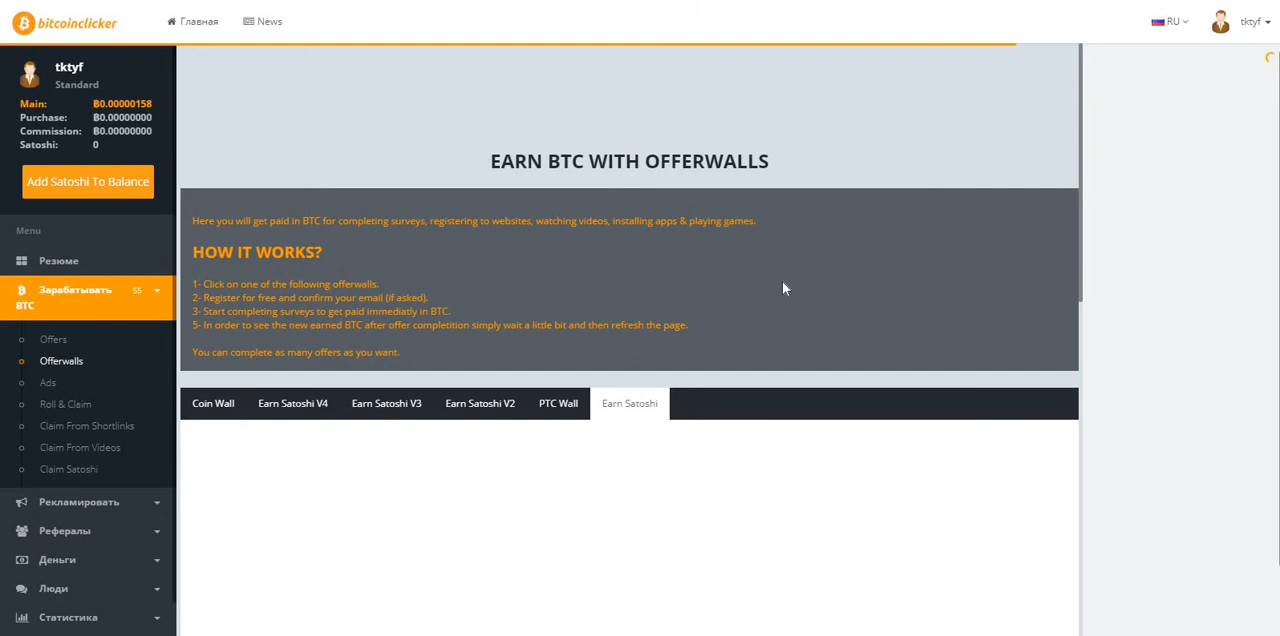 bitcoinclicker
Главная
News
RU
tktyf
tktyf
Standard
Main: ฿0.00000158
Purchase: ฿0.00000000
Commission: ฿0.00000000
Satoshi: 0
Add Satoshi To Balance
Menu
Резюме
Зарабатывать 55
BTC
Offers
Offerwalls
Ads
Roll & Claim
Claim From Shortlinks
Claim From Videos
Claim Satoshi
Рекламировать
Рефералы
Деньги
Люди
Статистика
EARN BTC WITH OFFERWALLS
Here you will get paid in BTC for completing surveys, registering to websites, watching videos, installing apps & playing games.
HOW IT WORKS?
1- Click on one of the following offerwalls.
2- Register for free and confirm your email (if asked).
3- Start completing surveys to get paid immediatly in BTC.
5- In order to see the new earned BTC after offer completition simply wait a little bit and then refresh the page.
You can complete as many offers as you want.
Coin Wall Earn Satoshi V4 Earn Satoshi V3 Earn Satoshi V2 PTC Wall Earn Satoshi